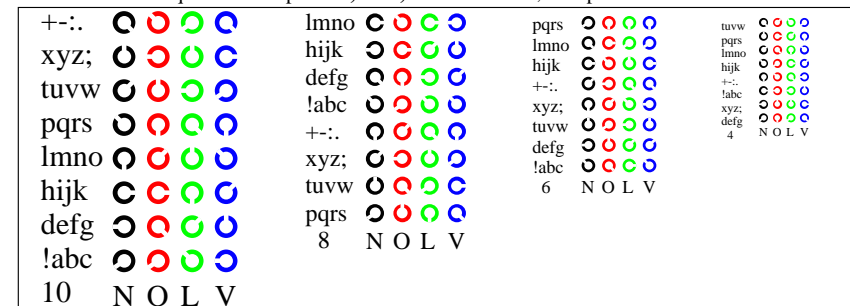 +-:.
xyz;
tuvw
pqrs
lmno
hijk
defg
!abc
10 N O L V
lmno
hijk
defg
!abc
+-:.
xyz;
tuvw
pqrs
8 N O L V
pqrs
lmno
hijk
+-:.
xyz;
tuvw
defg
!abc
6 N O L V
tuvw
pqrs
lmno
hijk
+-:.
!abc
xyz;
defg
4 N O L V